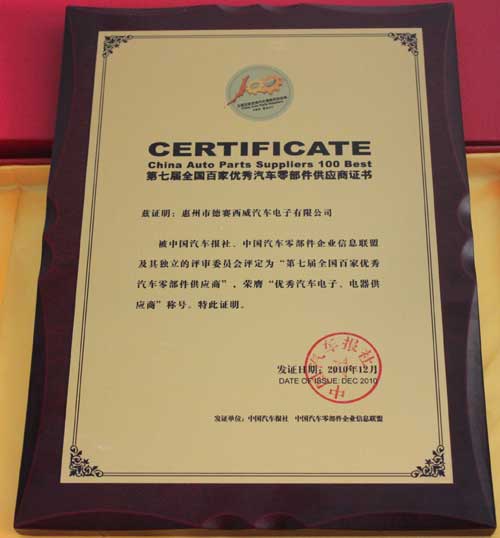 CERTIFICATE
China Auto Parts Suppliers 100 Best
第七届全国百家优秀汽车零部件供应商证书
兹证明：惠州市德赛西威汽车电子有限公司
被中国汽车报社、中国汽车零部件企业信息联盟
及其独立的评审委员会评定为“第七届全国百家优秀
汽车零部件供应商”，荣膺“优秀汽车电子、电器供
应商”称号。特此证明。
发证日期：2010年12月
DATE OF ISSUE: DEC 2010
中国汽车报社
发证单位：中国汽车报社 中国汽车零部件企业信息联盟